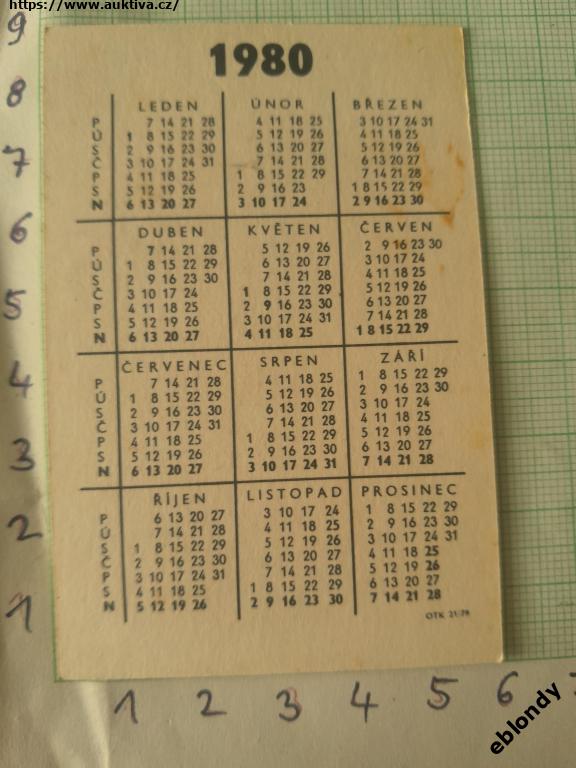 https://www.auktiva.cz/
1980
LEDEN ÚNOR BŘEZEN
P 7 14 21 28 4 11 18 25 3 10 17 24 31
Ú 1 8 15 22 29 5 12 19 26 4 11 18 25
S 2 9 16 23 30 6 13 20 27 5 12 19 26
Č 3 10 17 24 31 7 14 21 28 6 13 20 27
P 4 11 18 25 1 8 15 22 29 7 14 21 28
S 5 12 19 26 2 9 16 23 1 8 15 22 29
N 6 13 20 27 3 10 17 24 2 9 16 23 30
DUBEN KVĚTEN ČERVEN
P 7 14 21 28 5 12 19 26 2 9 16 23 30
Ú 1 8 15 22 29 6 13 20 27 3 10 17 24
S 2 9 16 23 30 7 14 21 28 4 11 18 25
Č 3 10 17 24 1 8 15 22 29 5 12 19 26
P 4 11 18 25 2 9 16 23 30 6 13 20 27
S 5 12 19 26 3 10 17 24 31 7 14 21 28
N 6 13 20 27 4 11 18 25 1 8 15 22 29
ČERVENEC SRPEN ZÁŘÍ
P 7 14 21 28 4 11 18 25 1 8 15 22 29
Ú 1 8 15 22 29 5 12 19 26 2 9 16 23 30
S 2 9 16 23 30 6 13 20 27 3 10 17 24
Č 3 10 17 24 31 7 14 21 28 4 11 18 25
P 4 11 18 25 1 8 15 22 29 5 12 19 26
S 5 12 19 26 2 9 16 23 30 6 13 20 27
N 6 13 20 27 3 10 17 24 31 7 14 21 28
ŘÍJEN LISTOPAD PROSINEC
P 6 13 20 27 3 10 17 24 1 8 15 22 29
Ú 7 14 21 28 4 11 18 25 2 9 16 23 30
S 1 8 15 22 29 5 12 19 26 3 10 17 24 31
Č 2 9 16 23 30 6 13 20 27 4 11 18 25
P 3 10 17 24 31 7 14 21 28 5 12 19 26
S 4 11 18 25 1 8 15 22 29 6 13 20 27
N 5 12 19 26 2 9 16 23 30 7 14 21 28
OTK 21/79
9
8
7
6
5
4
3
2
1
1 2 3 4 5 6
eblondy